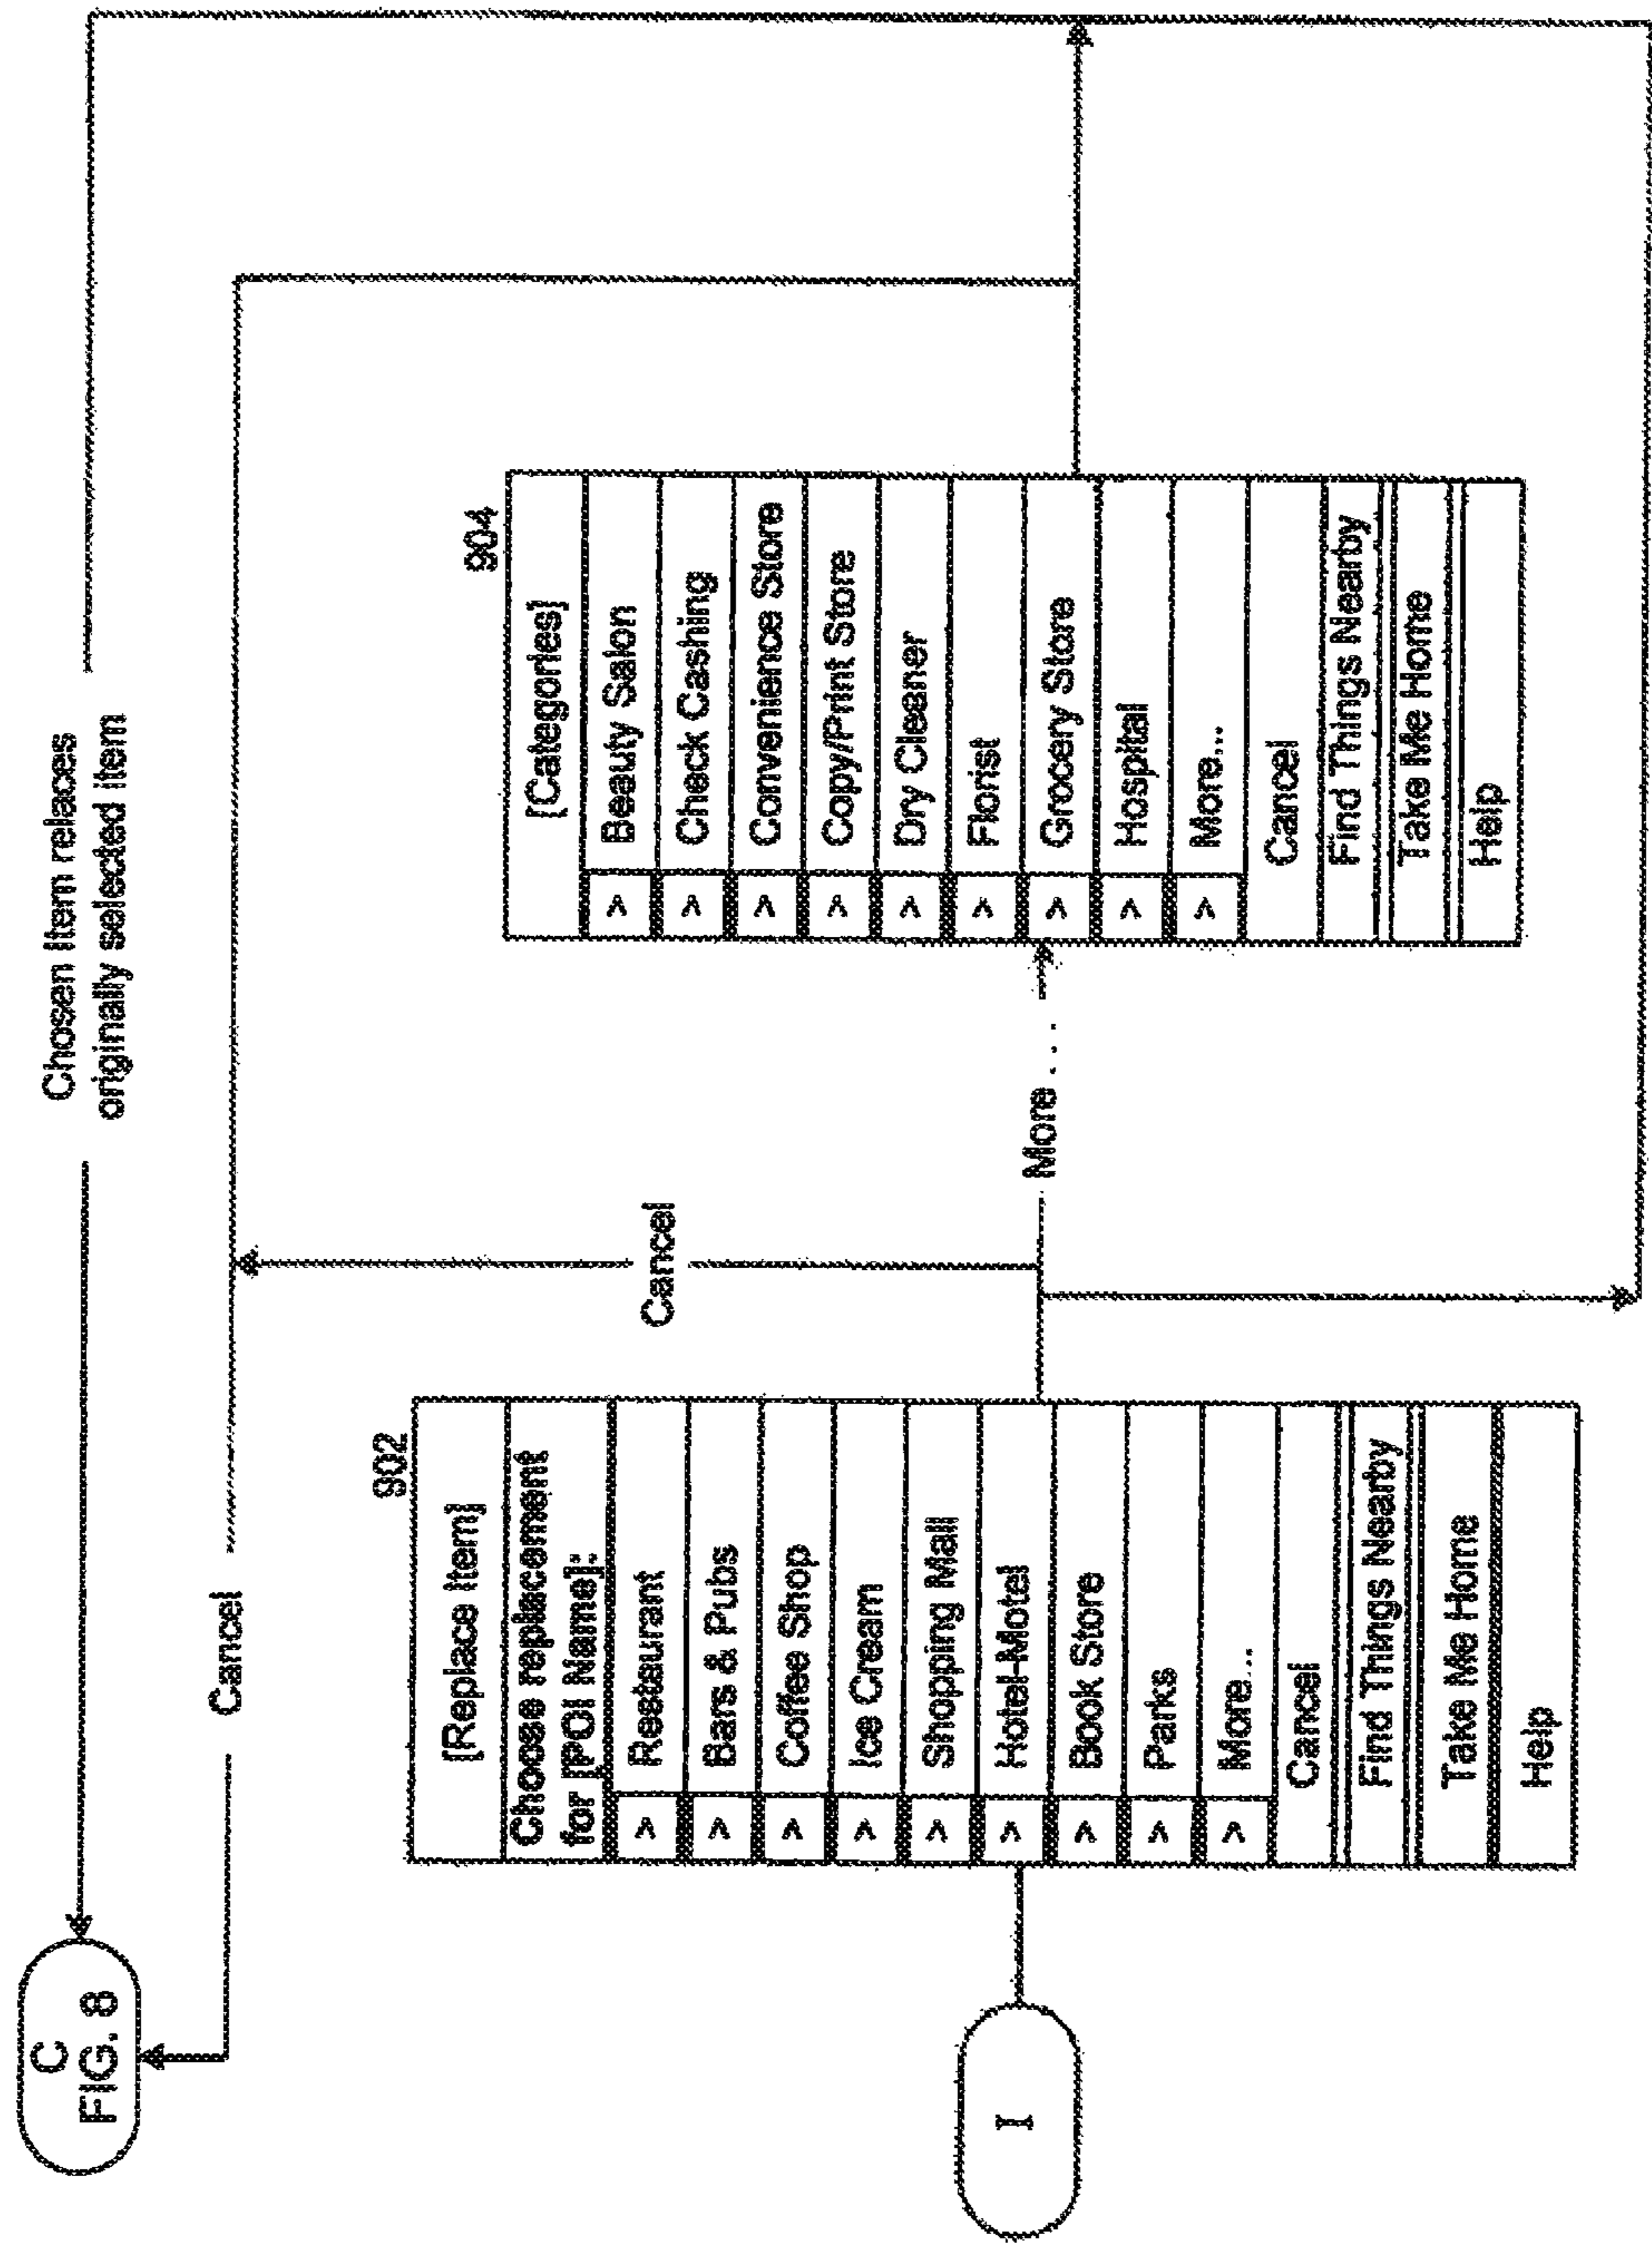 C
FIG. 8
Chosen Item relaces
originally selected item
Cancel
Cancel
902
[Replace Item]
Choose replacement
for [POI Name]:
^ Restaurant
^ Bars & Pubs
^ Coffee Shop
^ Ice Cream
^ Shopping Mall
^ Hotel-Motel
^ Book Store
^ Parks
^ More...
Cancel
Find Things Nearby
Take Me Home
Help
I
More . . .
904
[Categories]
^ Beauty Salon
^ Check Cashing
^ Convenience Store
^ Copy/Print Store
^ Dry Cleaner
^ Florist
^ Grocery Store
^ Hospital
^ More...
Cancel
Find Things Nearby
Take Me Home
Help